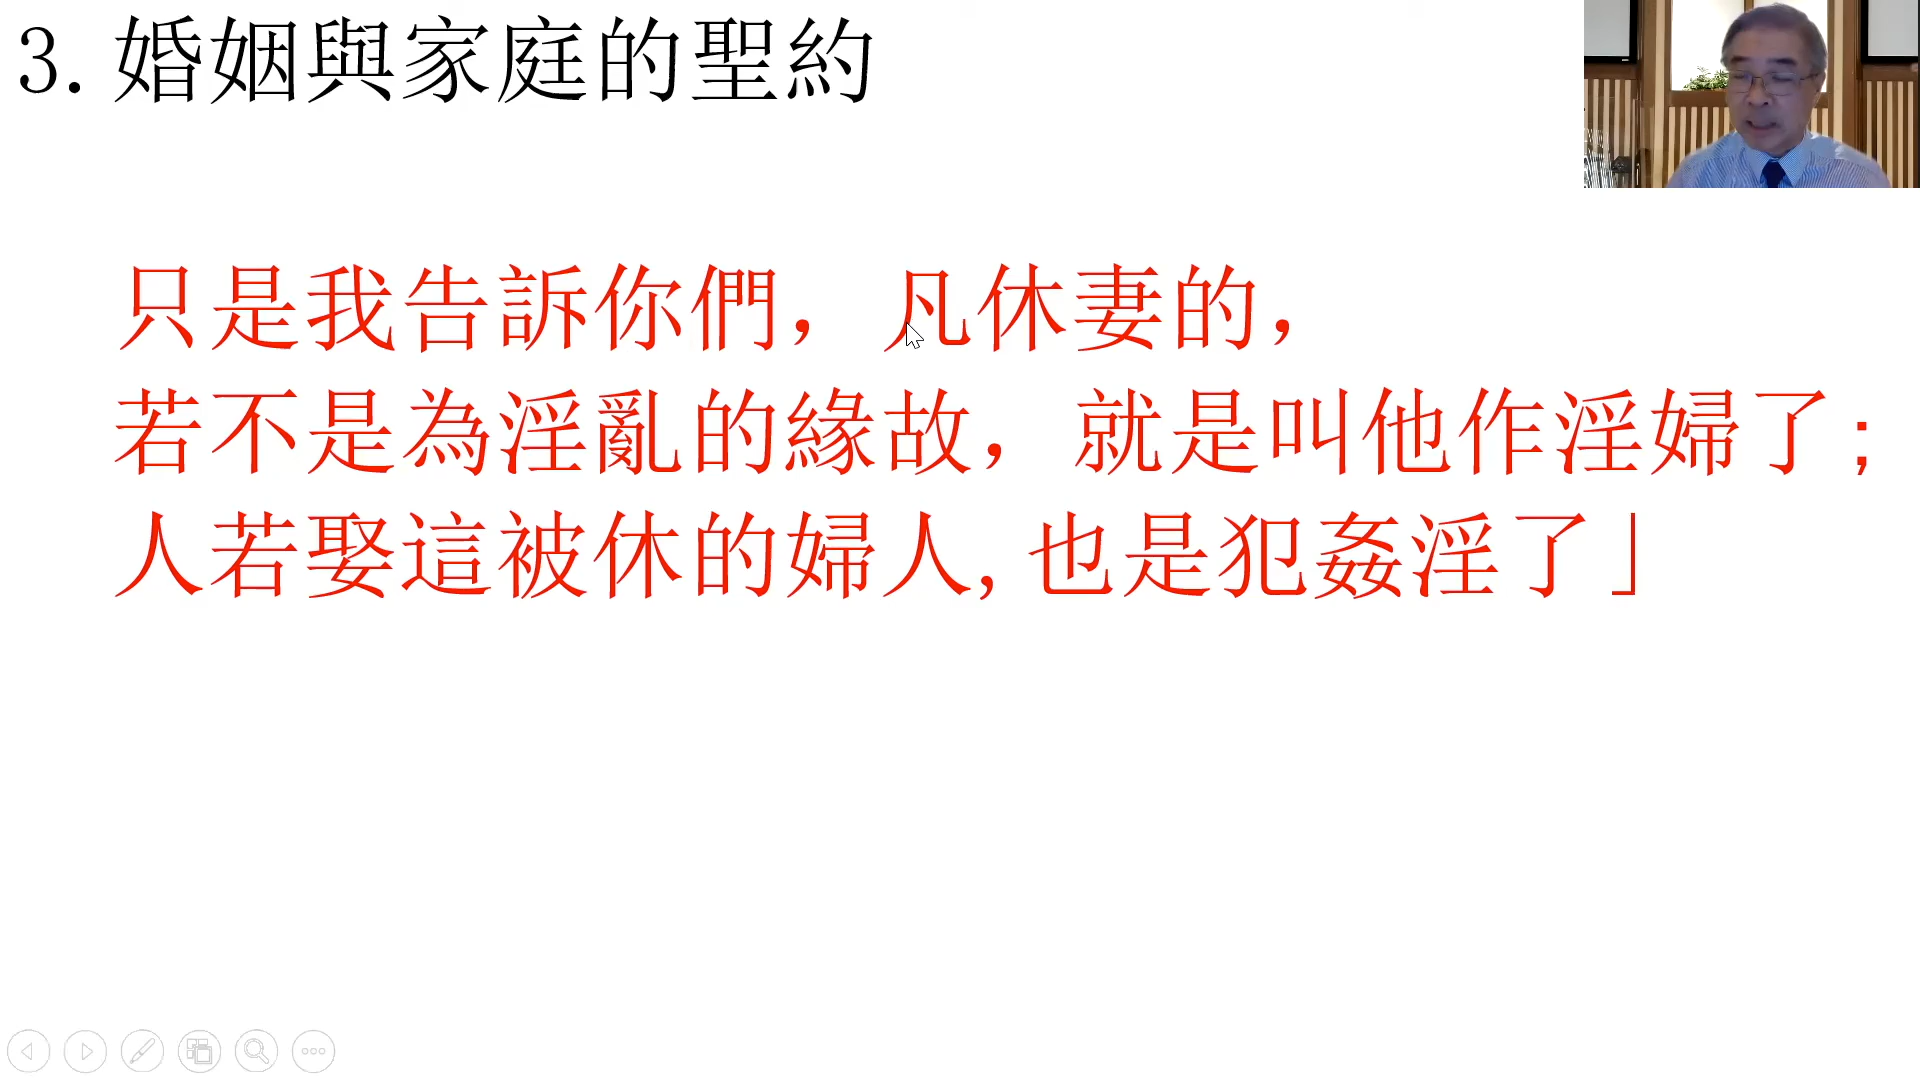 3.婚姻與家庭的聖約
只是我告訴你們，凡休妻的，
若不是為淫亂的緣故，就是叫他作淫婦了；
人若娶這被休的婦人,也是犯姦淫了」